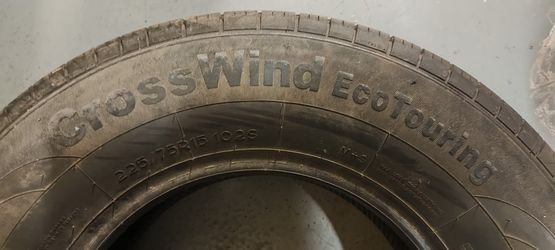 CrossWind EcoTouring
225/75R15 102S
M+S